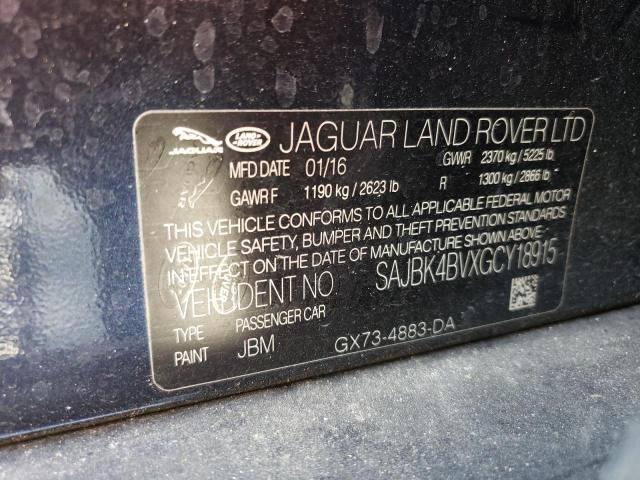 JAGUAR LAND-ROVER JAGUAR LAND ROVER LTD
MFD DATE 01/16 GVWR 2370 kg / 5225 lb
GAWR F 1190 kg / 2623 lb R 1300 kg / 2866 lb
THIS VEHICLE CONFORMS TO ALL APPLICABLE FEDERAL MOTOR
VEHICLE SAFETY, BUMPER AND THEFT PREVENTION STANDARDS
IN EFFECT ON THE DATE OF MANUFACTURE SHOWN ABOVE
VEH IDENT NO SAJBK4BVXGCY18915
TYPE PASSENGER CAR
PAINT JBM GX73-4883-DA